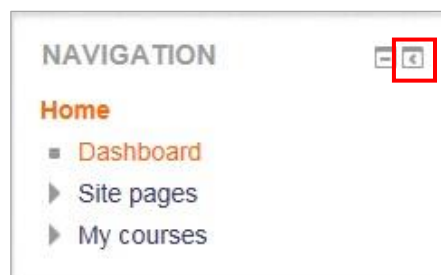 NAVIGATION
Home
Dashboard
Site pages
My courses